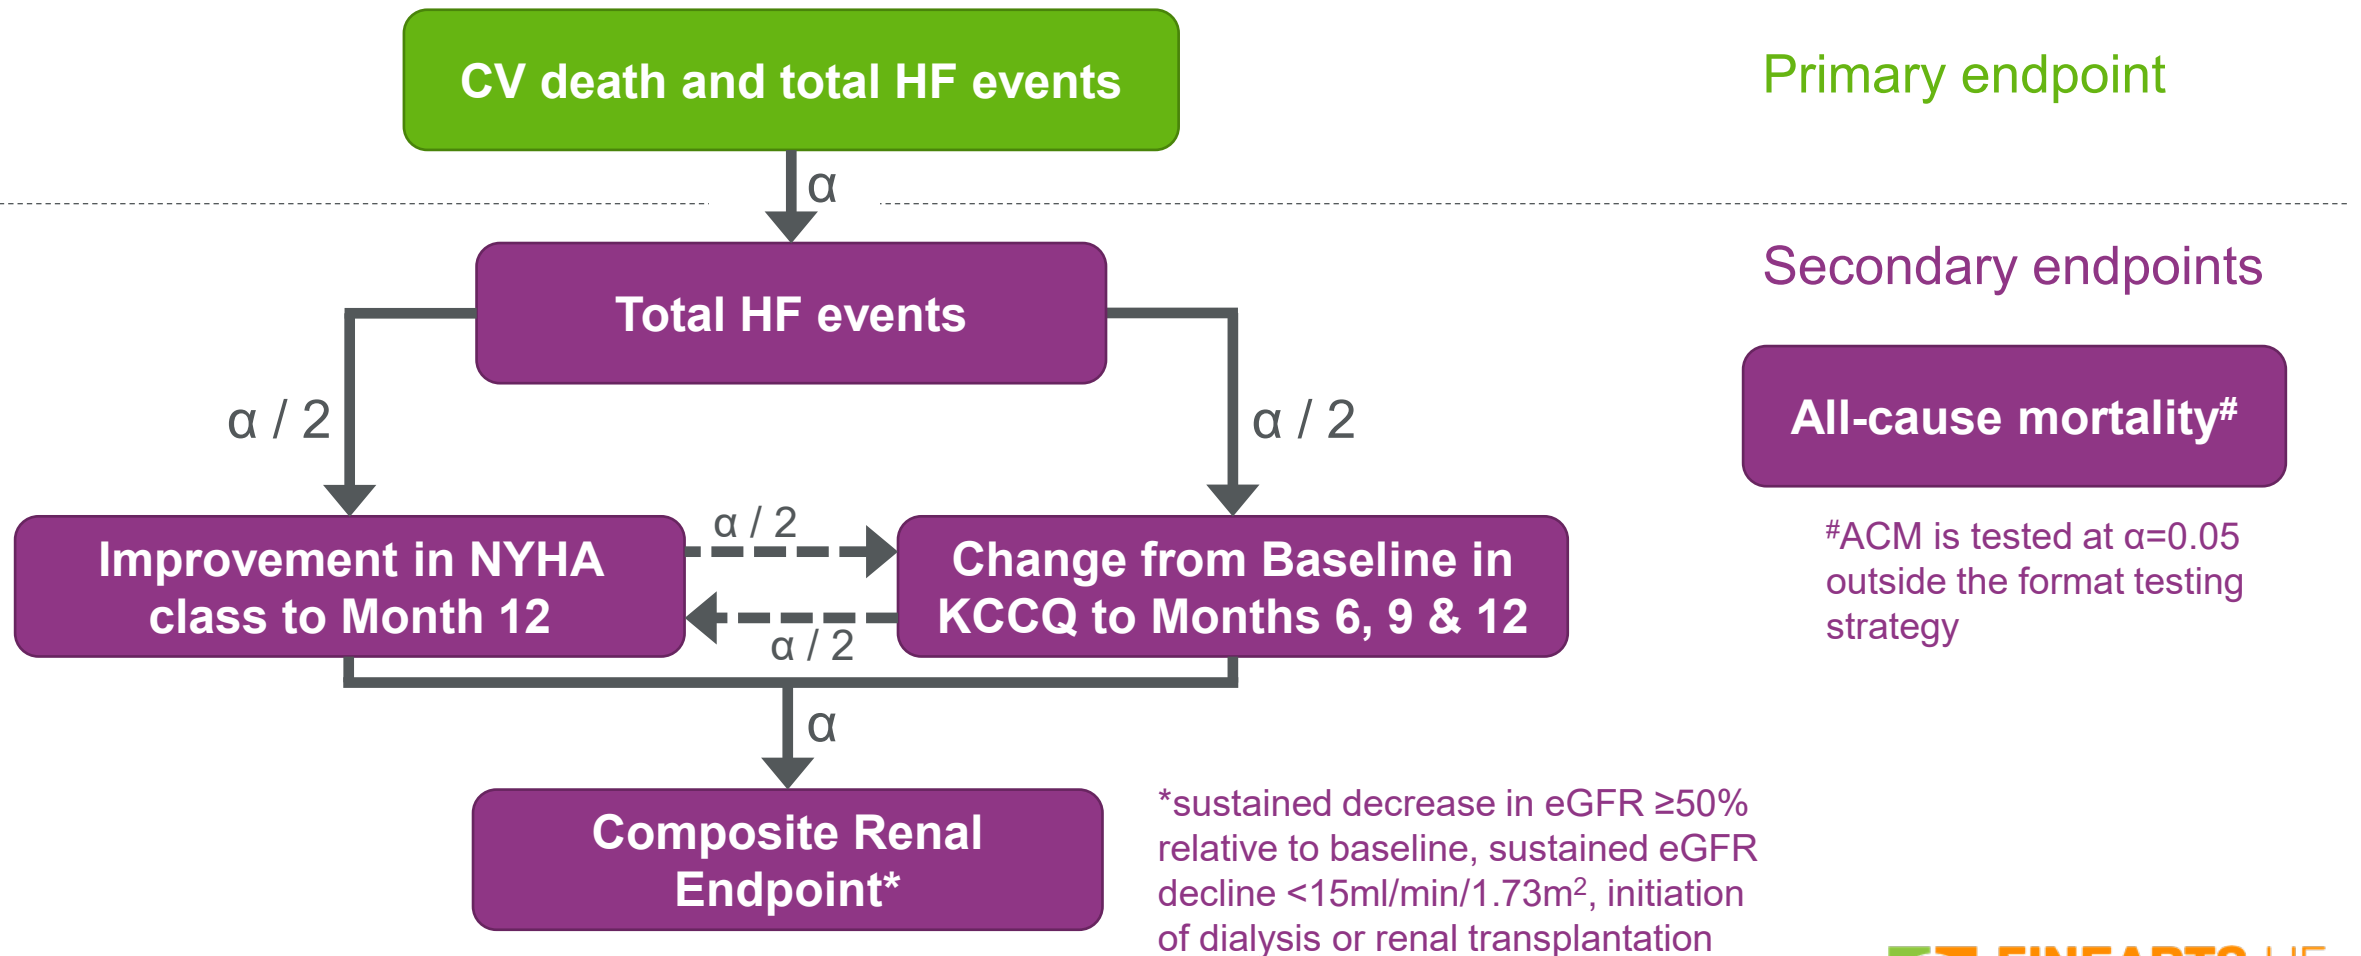 CV death and total HF events
Primary endpoint
α
Total HF events
Secondary endpoints
α / 2
α / 2
All-cause mortality#
Improvement in NYHA
class to Month 12
α / 2
α / 2
Change from Baseline in
KCCQ to Months 6, 9 & 12
#ACM is tested at α=0.05
outside the format testing
strategy
α
Composite Renal
Endpoint*
*sustained decrease in eGFR ≥50%
relative to baseline, sustained eGFR
decline <15ml/min/1.73m², initiation
of dialysis or renal transplantation
FINEARTS HF